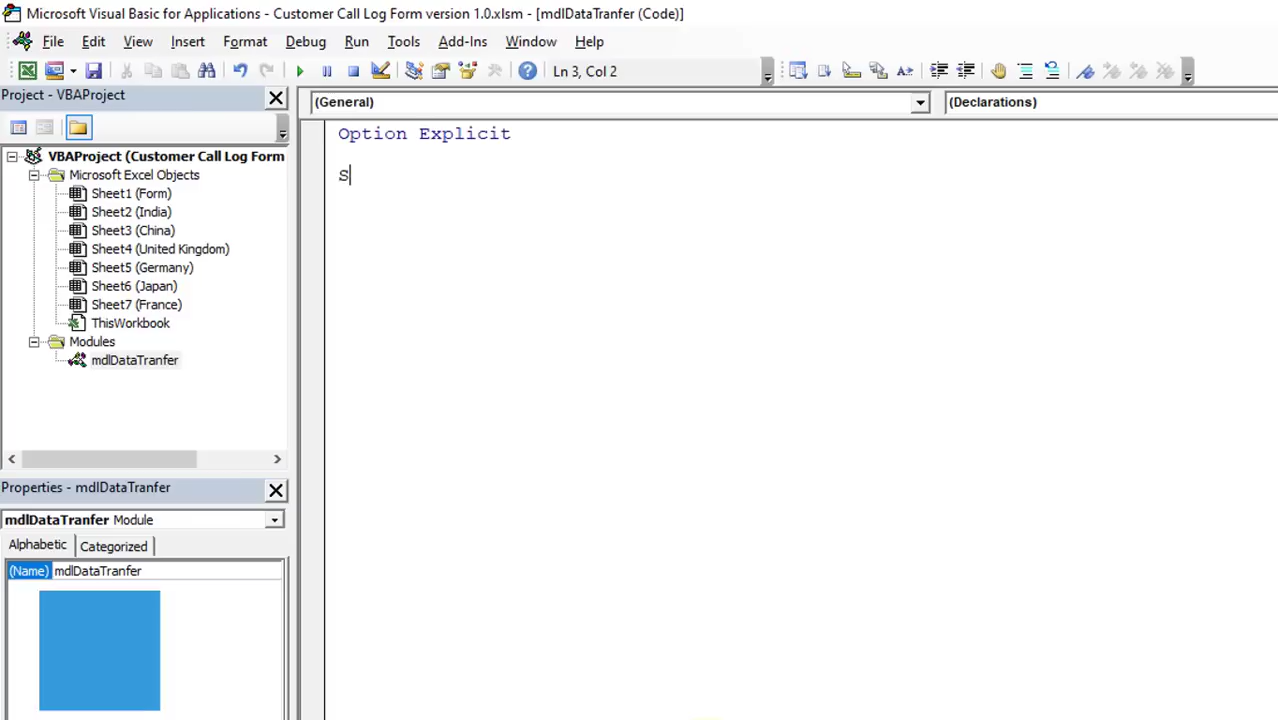 Microsoft Visual Basic for Applications - Customer Call Log Form version 1.0.xlsm - [mdlDataTranfer (Code)]
File Edit View Insert Format Debug Run Tools Add-Ins Window Help
Ln 3, Col 2
Project - VBAProject
(General) (Declarations)
Option Explicit
S
VBAProject (Customer Call Log Form
Microsoft Excel Objects
Sheet1 (Form)
Sheet2 (India)
Sheet3 (China)
Sheet4 (United Kingdom)
Sheet5 (Germany)
Sheet6 (Japan)
Sheet7 (France)
ThisWorkbook
Modules
mdlDataTranfer
Properties - mdlDataTranfer
mdlDataTranfer Module
Alphabetic Categorized
(Name) mdlDataTranfer